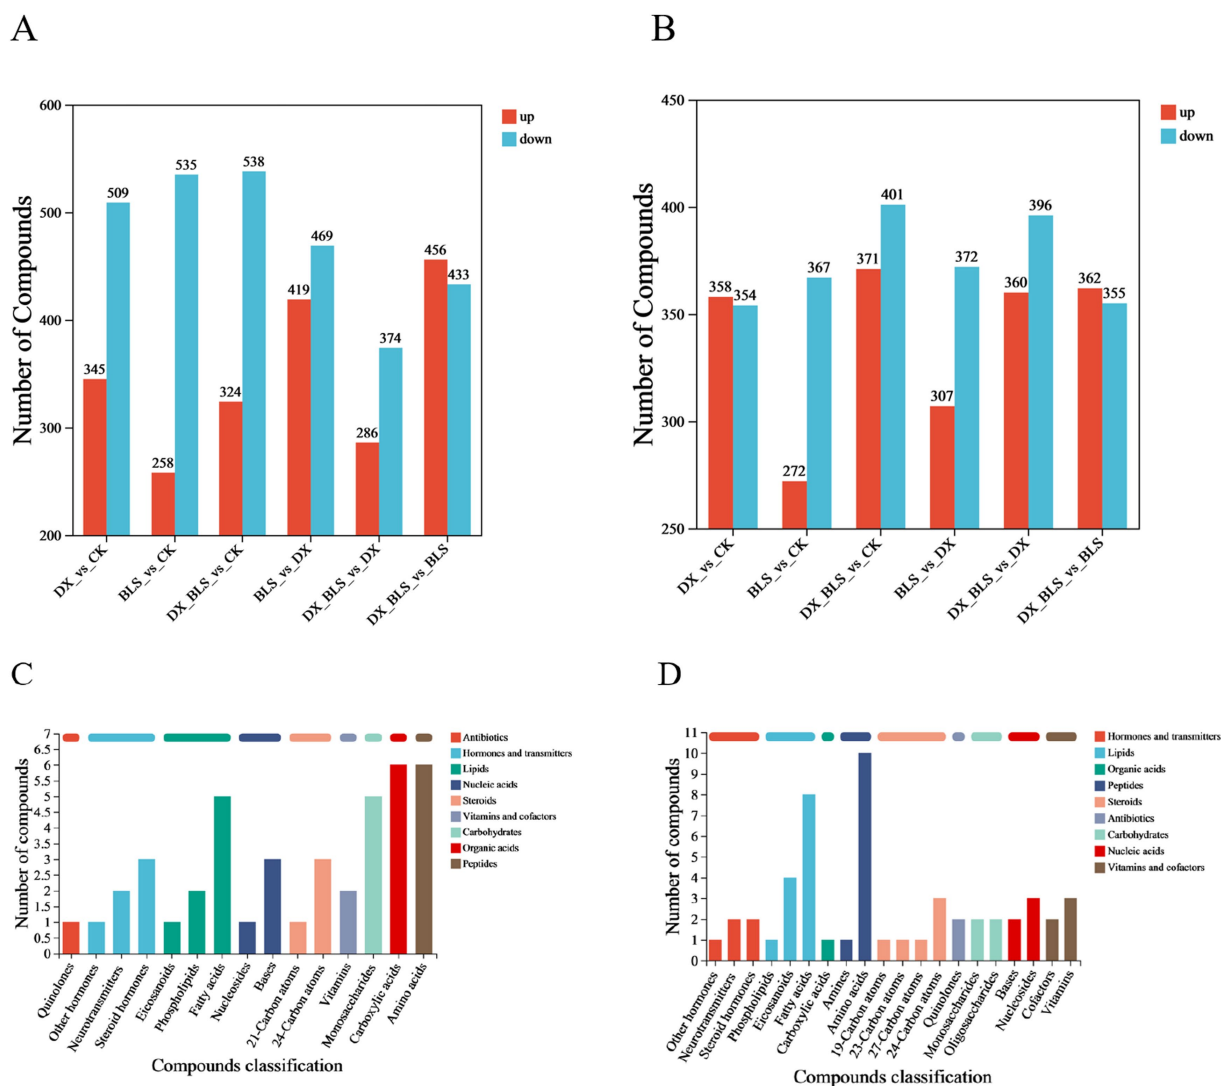 A
600
500
400
300
200
Number of Compounds
509
345
535
258
538
324
469
419
374
286
456
433
up
down
DX_vs_CK
BLS_vs_CK
DX_BLS_vs_CK
BLS_vs_DX
DX_BLS_vs_DX
DX_BLS_vs_BLS
B
450
400
350
300
250
Number of Compounds
358
354
367
272
401
371
372
307
396
360
362
355
up
down
DX_vs_CK
BLS_vs_CK
DX_BLS_vs_CK
BLS_vs_DX
DX_BLS_vs_DX
DX_BLS_vs_BLS
C
7
6.5
6
5.5
5
4.5
4
3.5
3
2.5
2
1.5
1
0.5
0
Number of compounds
Antibiotics
Hormones and transmitters
Lipids
Nucleic acids
Steroids
Vitamins and cofactors
Carbohydrates
Organic acids
Peptides
Quinolones
Other hormones
Neurotransmitters
Steroid hormones
Eicosanoids
Phospholipids
Fatty acids
Nucleosides
Bases
21-Carbon atoms
24-Carbon atoms
Vitamins
Monosaccharides
Carboxylic acids
Amino acids
Compounds classification
D
11
10
9
8
7
6
5
4
3
2
1
0
Number of compounds
Hormones and transmitters
Lipids
Organic acids
Peptides
Steroids
Antibiotics
Carbohydrates
Nucleic acids
Vitamins and cofactors
Other hormones
Neurotransmitters
Steroid hormones
Phospholipids
Eicosanoids
Fatty acids
Carboxylic acids
Amines
Amino acids
19-Carbon atoms
23-Carbon atoms
27-Carbon atoms
24-Carbon atoms
Quinolones
Monosaccharides
Oligosaccharides
Bases
Nucleosides
Cofactors
Vitamins
Compounds classification